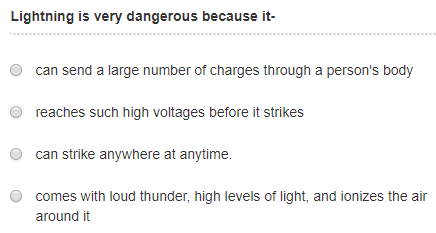 Lightning is very dangerous because it-
can send a large number of charges through a person's body
reaches such high voltages before it strikes
can strike anywhere at anytime.
comes with loud thunder, high levels of light, and ionizes the air
around it